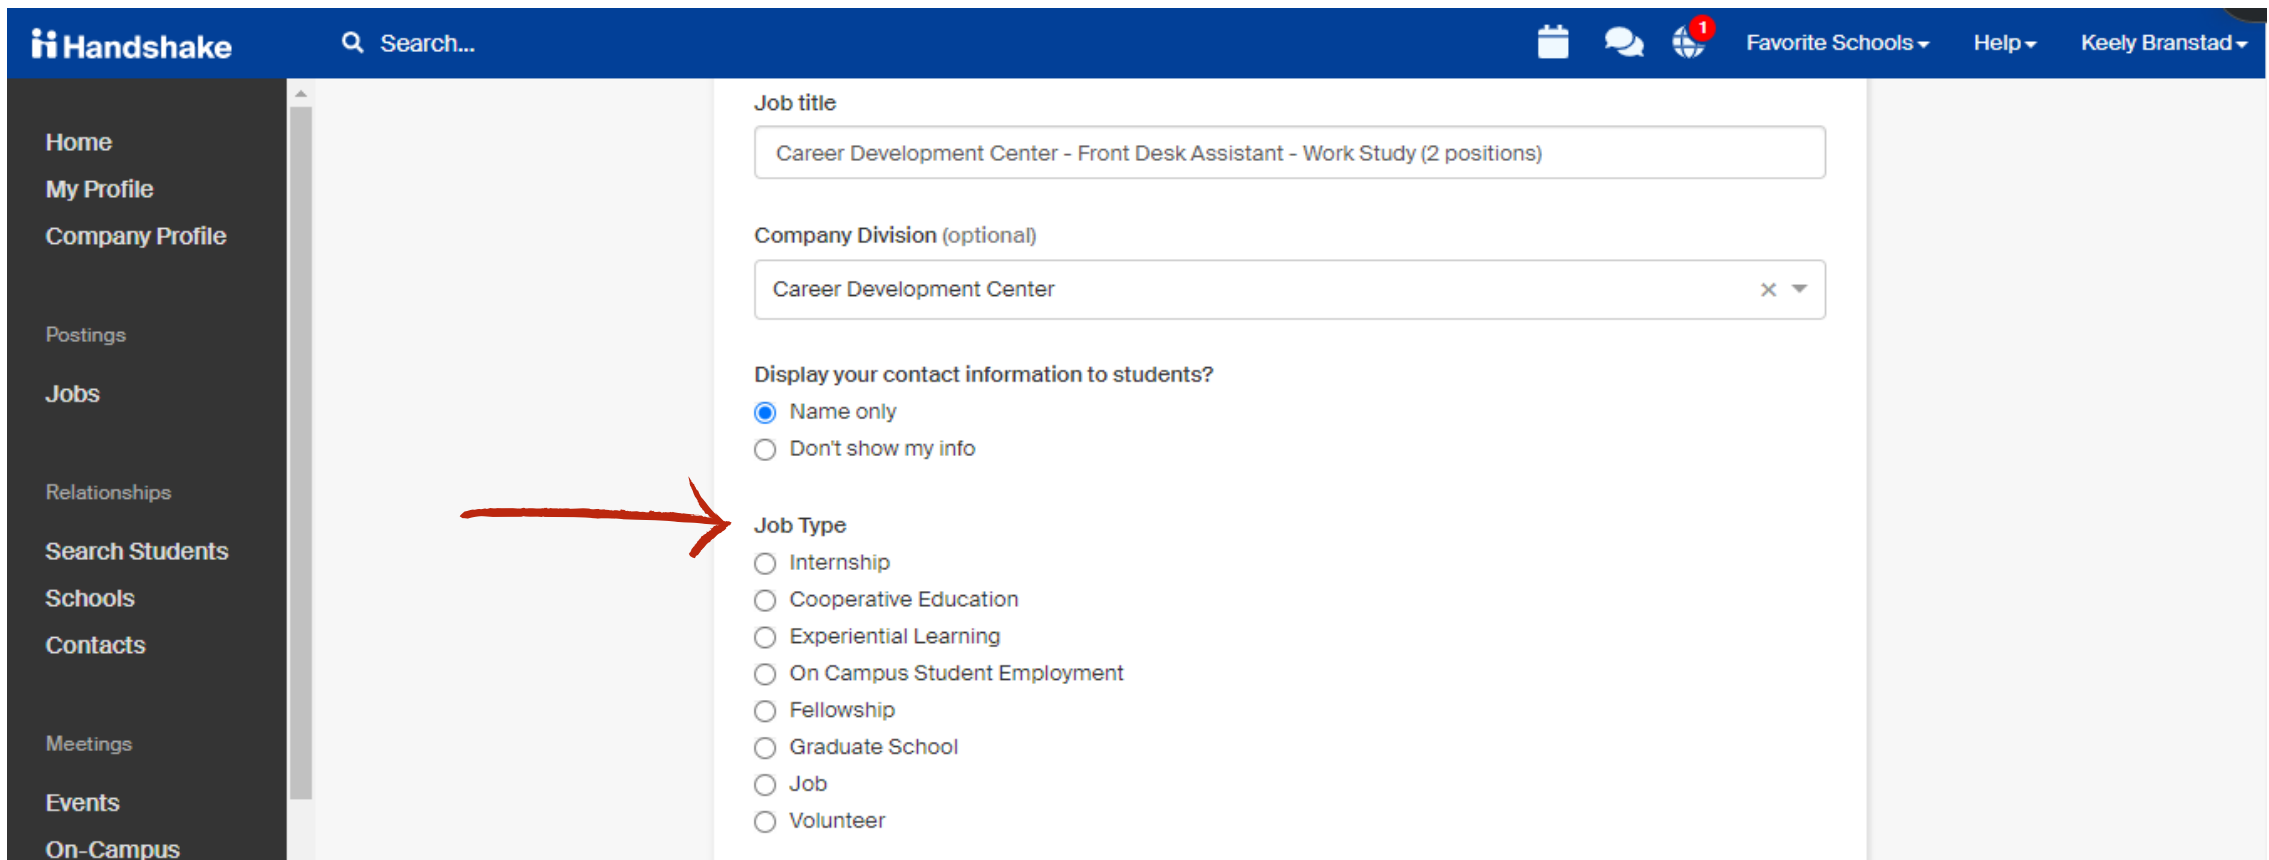 Handshake
Search...
1
Favorite Schools
Help
Keely Branstad
Home
My Profile
Company Profile
Postings
Jobs
Relationships
Search Students
Schools
Contacts
Meetings
Events
On-Campus
Job title
Career Development Center - Front Desk Assistant - Work Study (2 positions)
Company Division (optional)
Career Development Center
Display your contact information to students?
Name only
Don't show my info
Job Type
Internship
Cooperative Education
Experiential Learning
On Campus Student Employment
Fellowship
Graduate School
Job
Volunteer